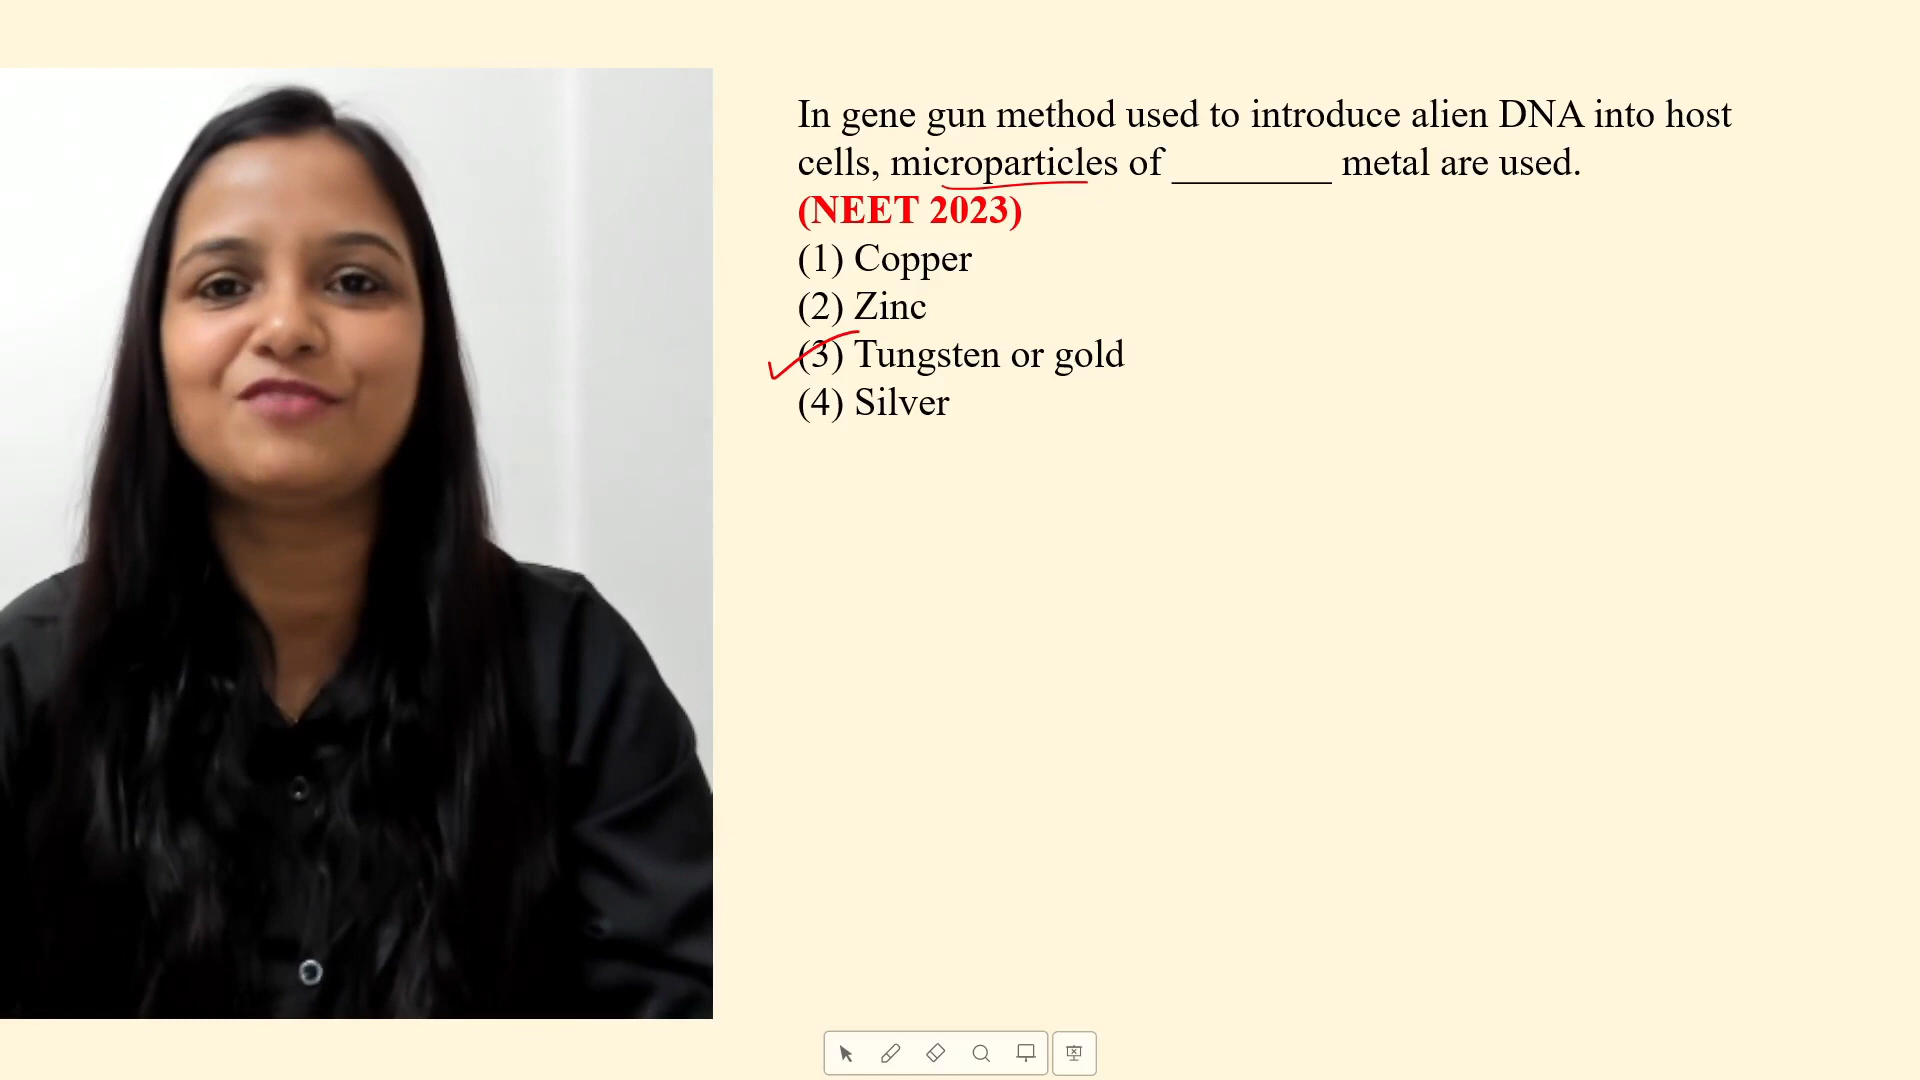 In gene gun method used to introduce alien DNA into host
cells, microparticles of ________ metal are used.
(NEET 2023)
(1) Copper
(2) Zinc
(3) Tungsten or gold
(4) Silver